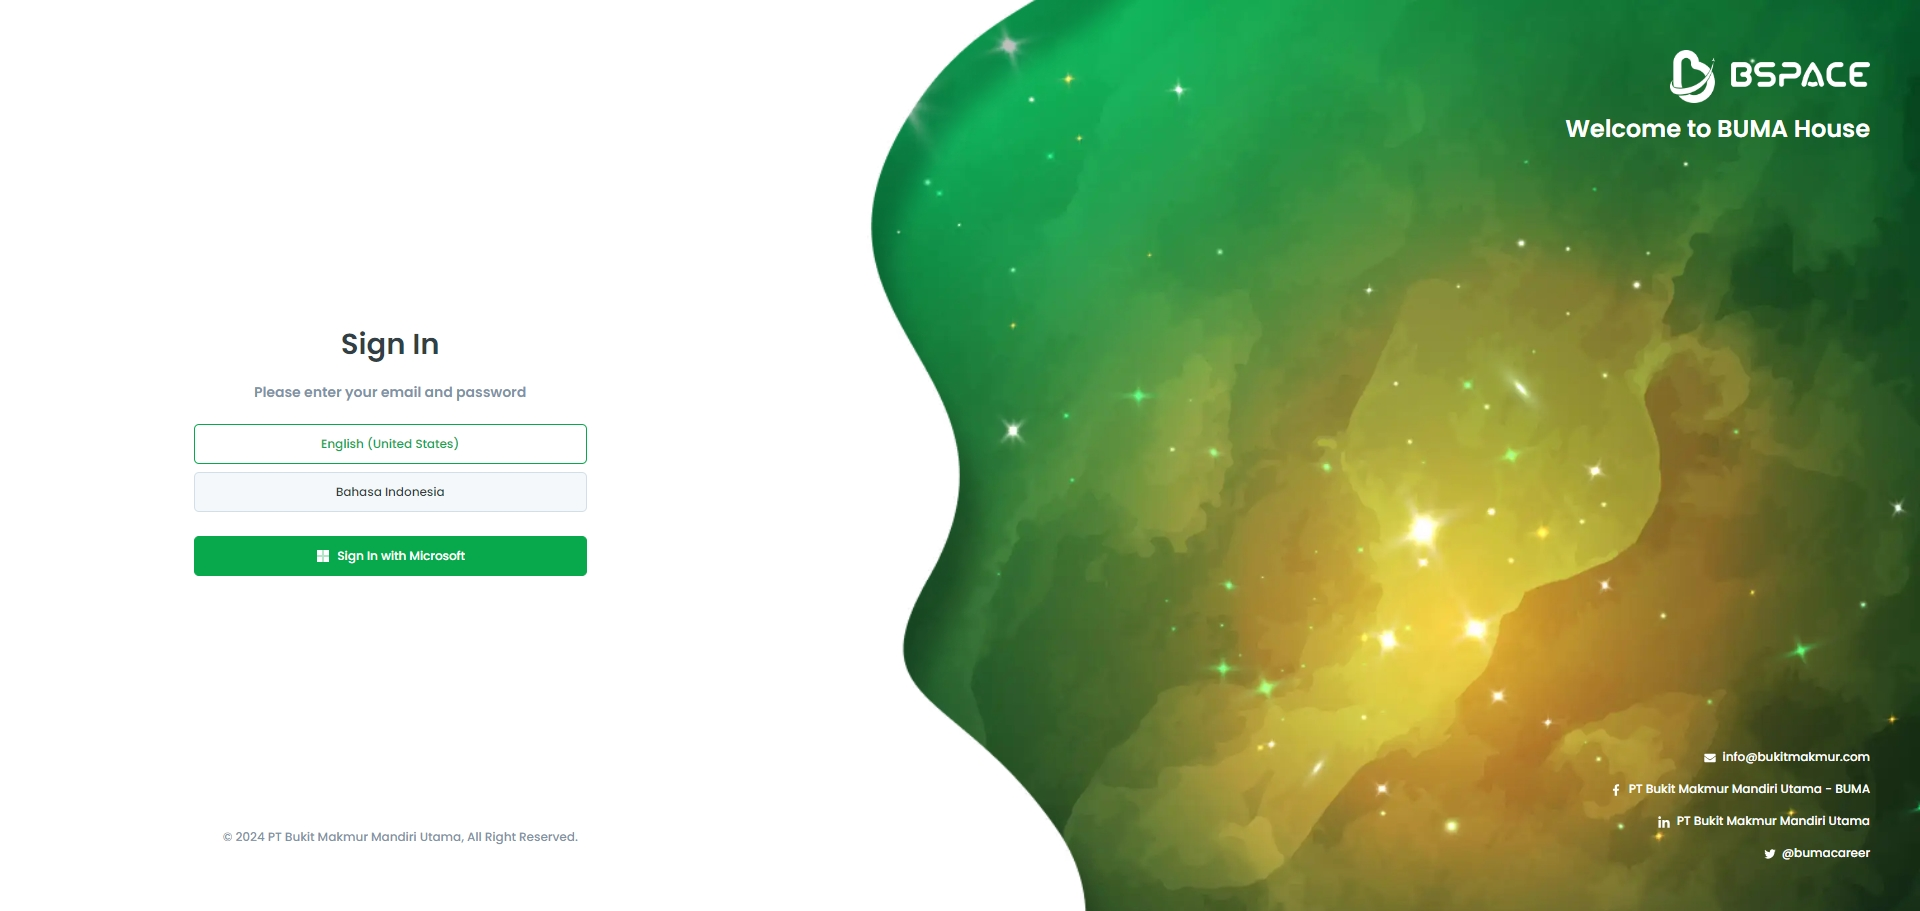 Sign In
Please enter your email and password
English (United States)
Bahasa Indonesia
Sign In with Microsoft
© 2024 PT Bukit Makmur Mandiri Utama, All Right Reserved.
BSPACE
Welcome to BUMA House
info@bukitmakmur.com
PT Bukit Makmur Mandiri Utama - BUMA
PT Bukit Makmur Mandiri Utama
@bumacareer